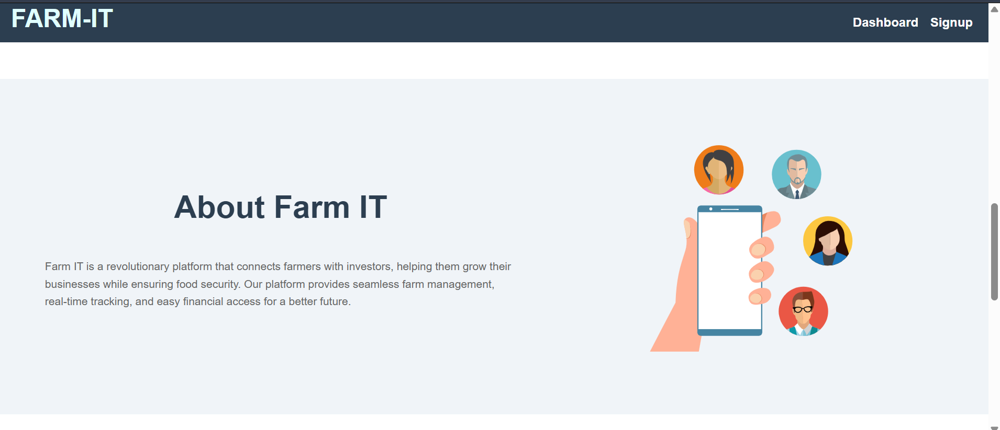 FARM-IT
Dashboard Signup
About Farm IT
Farm IT is a revolutionary platform that connects farmers with investors, helping them grow their
businesses while ensuring food security. Our platform provides seamless farm management,
real-time tracking, and easy financial access for a better future.